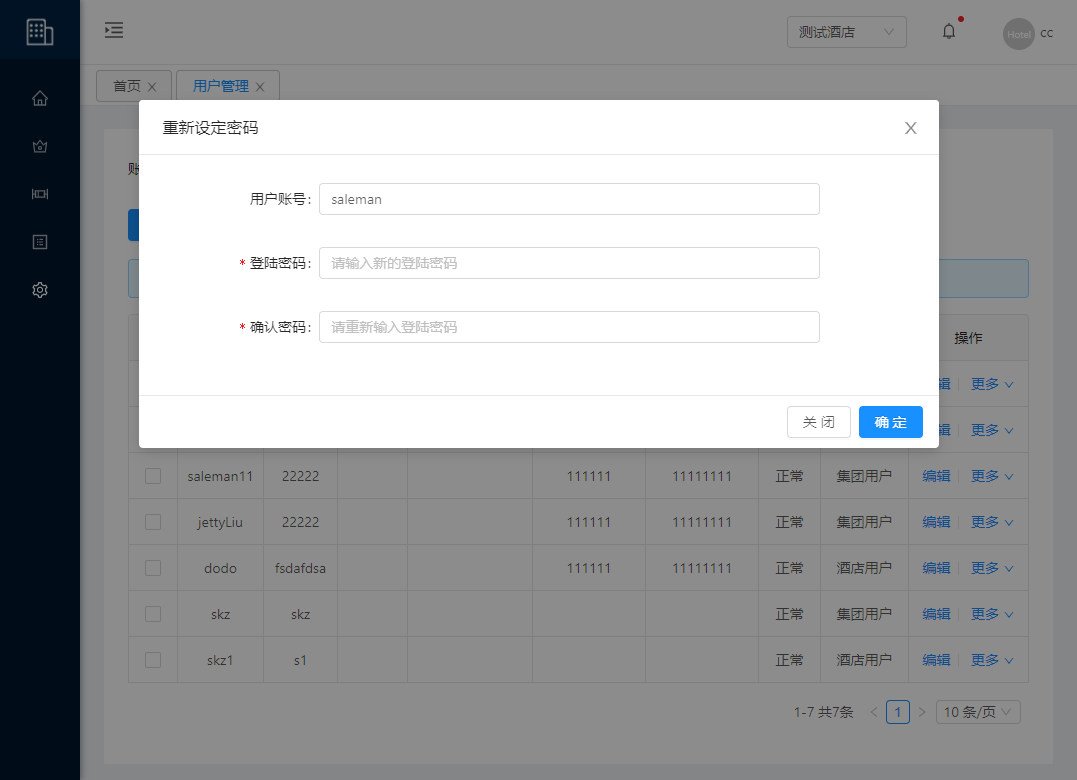 测试酒店
Hotel
cc
首页
用户管理
重新设定密码
账
用户账号:
saleman
* 登陆密码:
请输入新的登陆密码
* 确认密码:
请重新输入登陆密码
关 闭
确 定
操作
辑 更多
辑 更多
saleman11 22222 111111 11111111 正常 集团用户 编辑 更多
jettyLiu 22222 111111 11111111 正常 集团用户 编辑 更多
dodo fsdafdsa 111111 11111111 正常 酒店用户 编辑 更多
skz skz 正常 集团用户 编辑 更多
skz1 s1 正常 酒店用户 编辑 更多
1-7 共7条 < 1 > 10 条/页